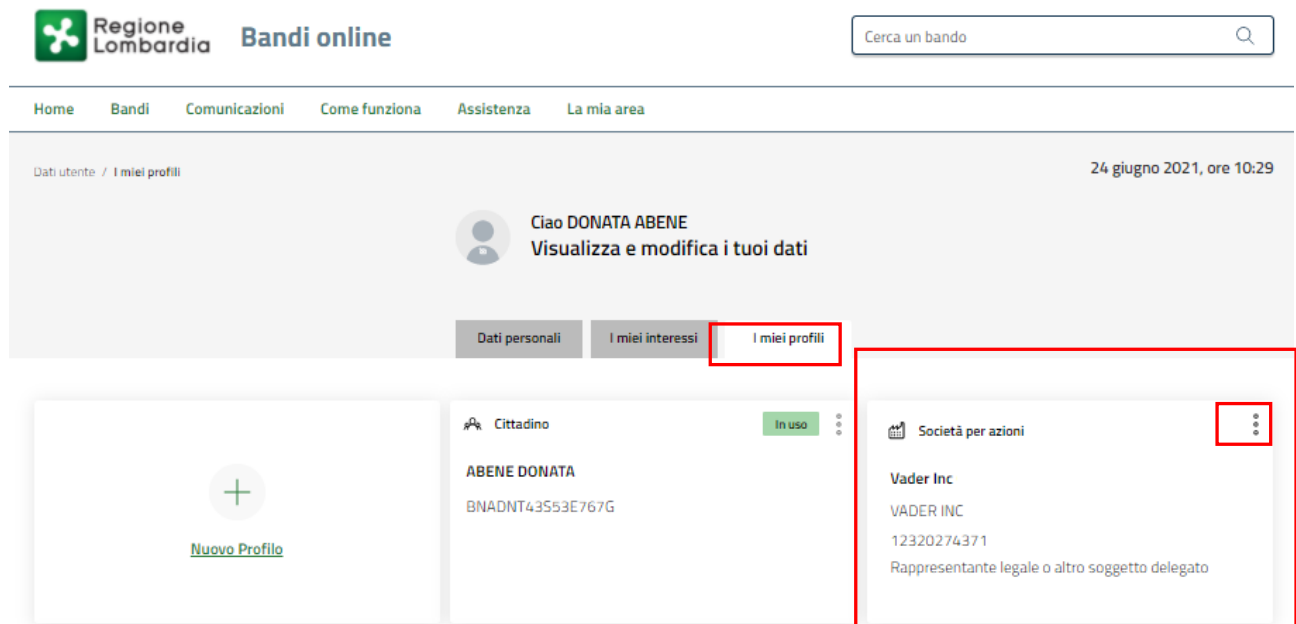 Regione
Lombardia
Bandi online
Cerca un bando
Home Bandi Comunicazioni Come funziona Assistenza La mia area
Dati utente / I miei profili
24 giugno 2021, ore 10:29
Ciao DONATA ABENE
Visualizza e modifica i tuoi dati
Dati personali I miei interessi I miei profili
Nuovo Profilo
Cittadino In uso
ABENE DONATA
BNADNT43S53E767G
Società per azioni
Vader Inc
VADER INC
12320274371
Rappresentante legale o altro soggetto delegato